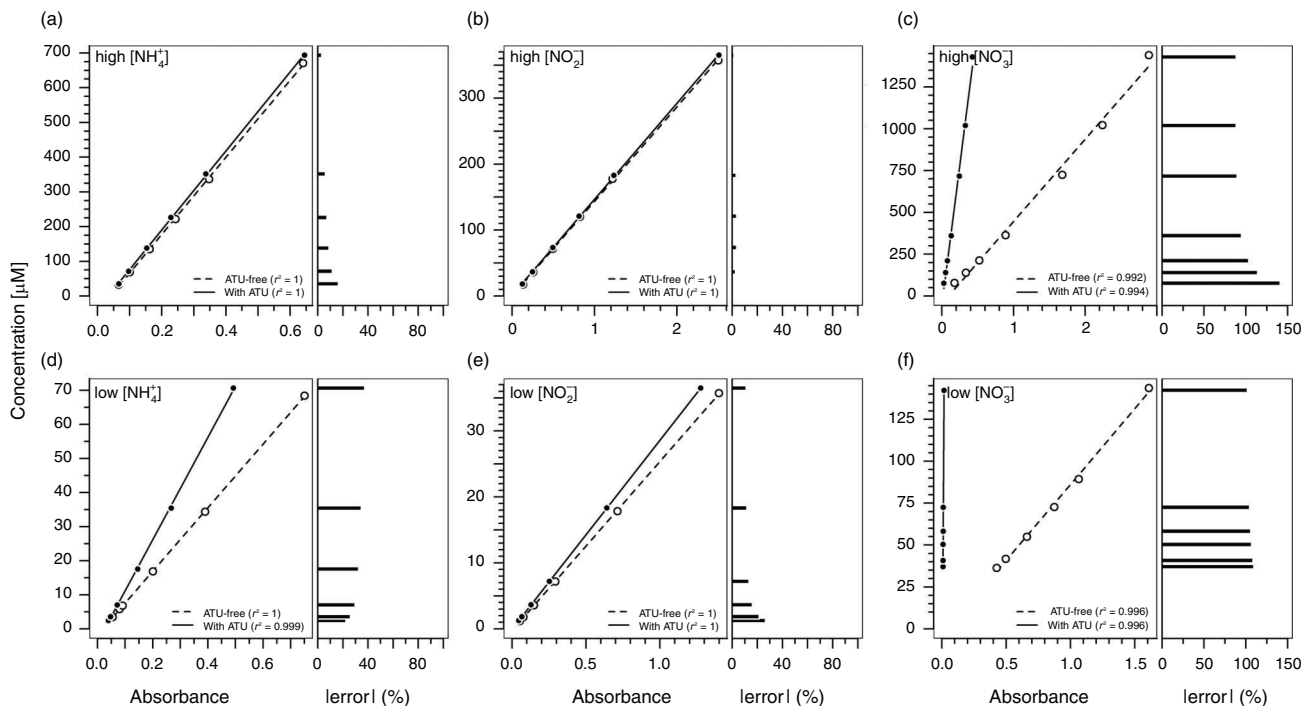 (a)
(b)
(c)
high [NH₄⁺]
high [NO₂⁻]
high [NO₃⁻]
700
600
500
400
300
200
100
0
ATU-free (r² = 1)
With ATU (r² = 1)
0.0 0.2 0.4 0.6
0 40 80
300
200
100
0
ATU-free (r² = 1)
With ATU (r² = 1)
0 1 2
0 40 80
1250
1000
750
500
250
0
ATU-free (r² = 0.992)
With ATU (r² = 0.994)
0 1 2
0 50 100 150
Concentration [µM]
(d)
(e)
(f)
low [NH₄⁺]
low [NO₂⁻]
low [NO₃⁻]
70
60
50
40
30
20
10
0
ATU-free (r² = 1)
With ATU (r² = 0.999)
0.0 0.2 0.4 0.6
0 40 80
30
20
10
0
ATU-free (r² = 1)
With ATU (r² = 1)
0.0 0.5 1.0
0 20 40 60 80
125
100
75
50
25
0
ATU-free (r² = 0.996)
With ATU (r² = 0.996)
0 0.5 1.0 1.5
0 50 100 150
Absorbance
|error| (%)
Absorbance
|error| (%)
Absorbance
|error| (%)